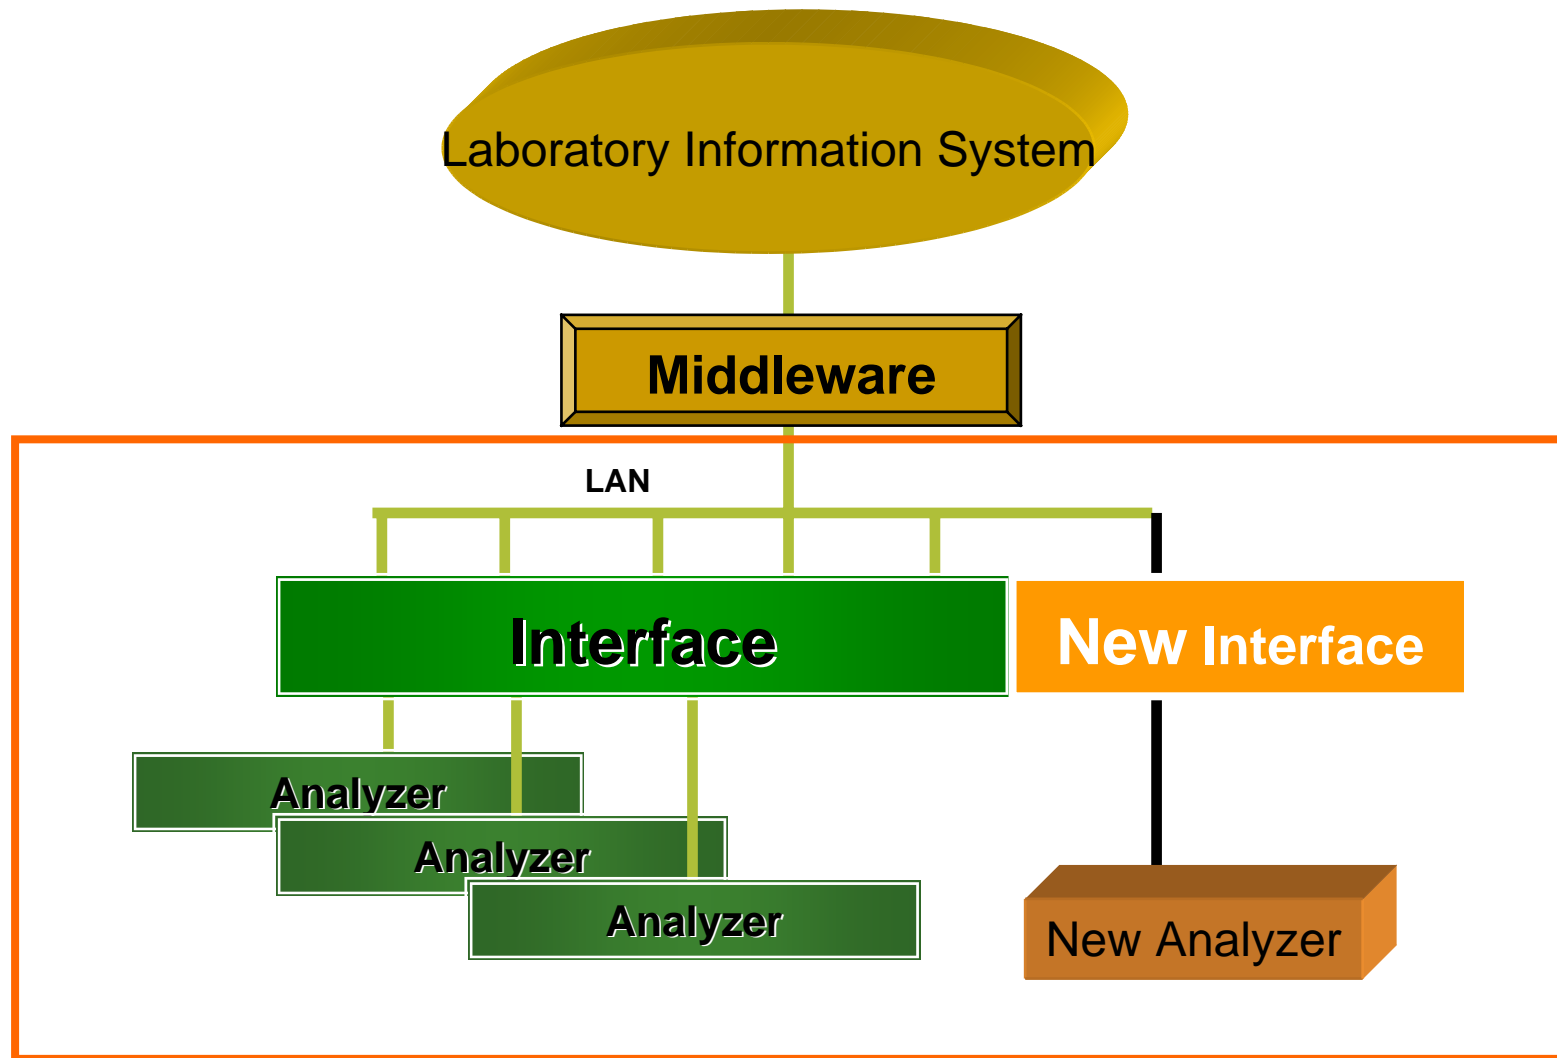 Laboratory Information System
Middleware
LAN
Interface
New Interface
Analyzer
Analyzer
Analyzer
New Analyzer